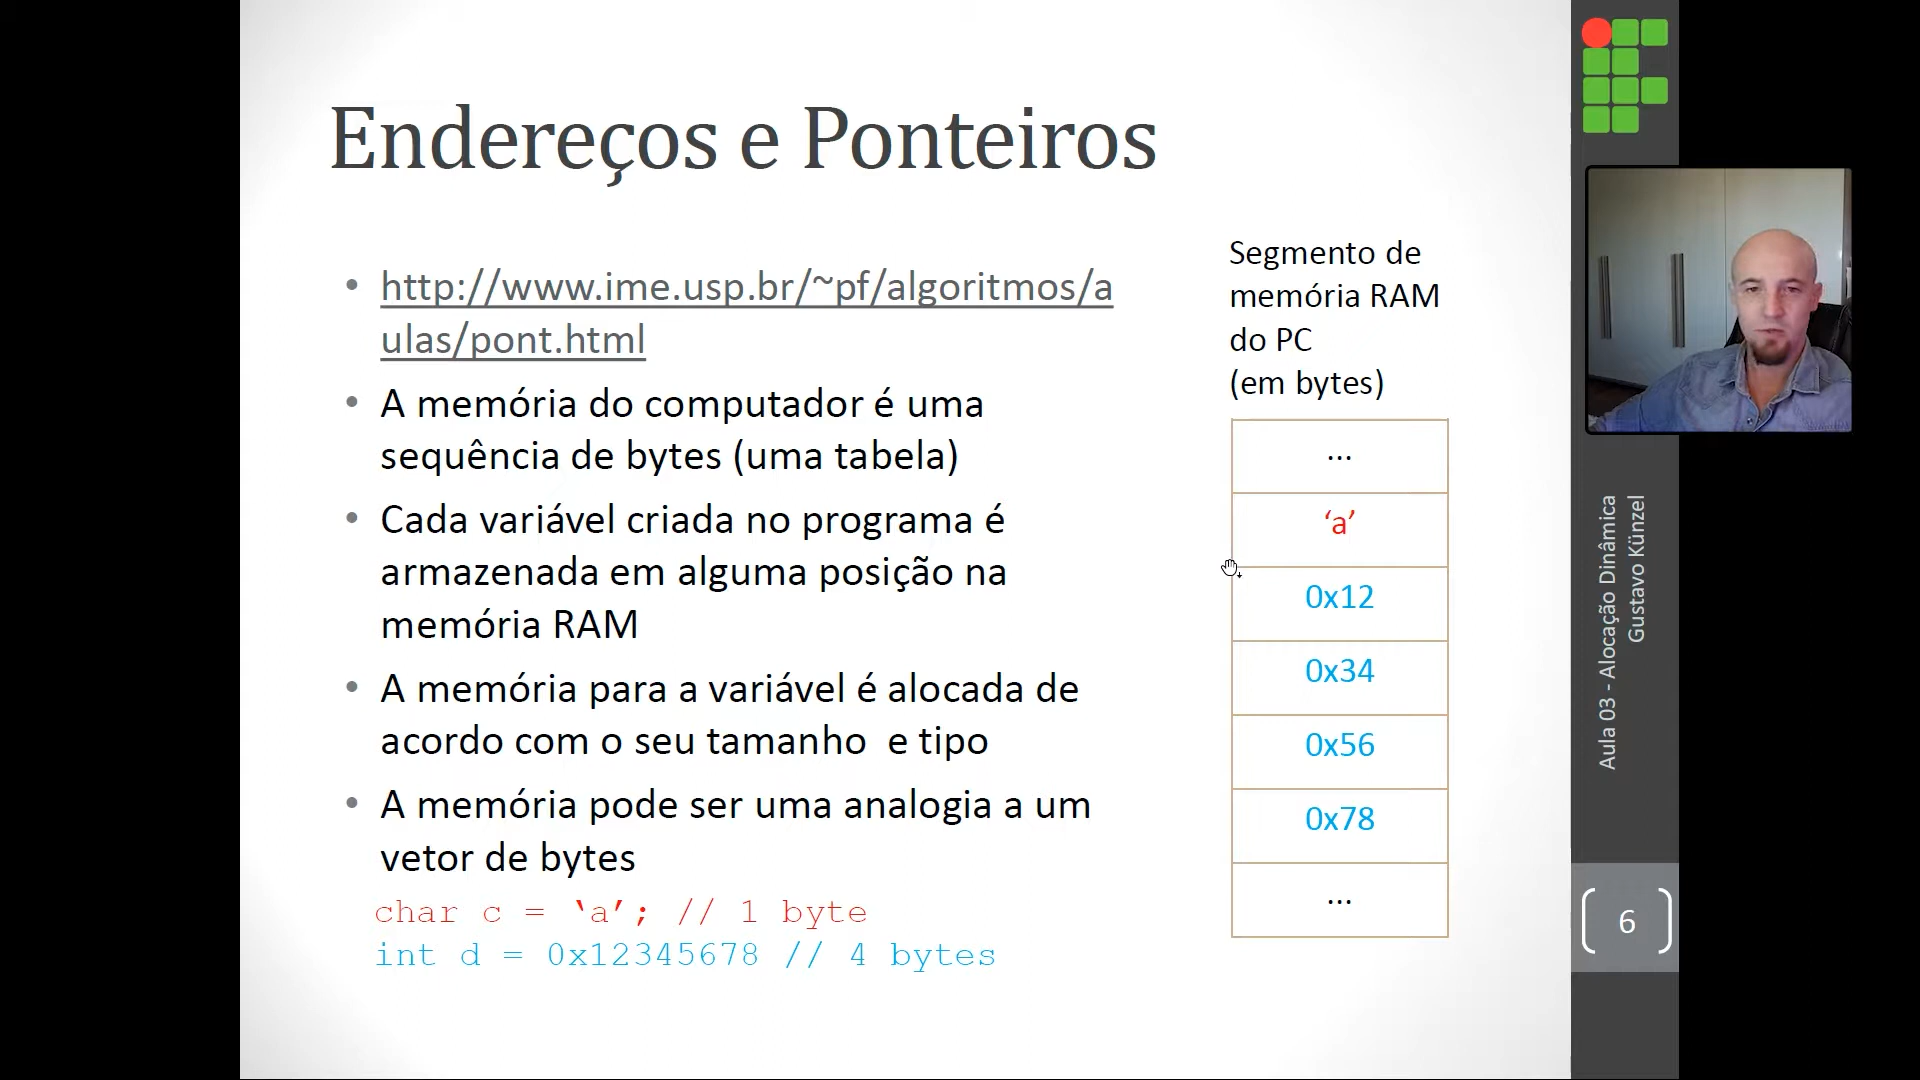 Endereços e Ponteiros
• http://www.ime.usp.br/~pf/algoritmos/a
ulas/pont.html
• A memória do computador é uma
sequência de bytes (uma tabela)
• Cada variável criada no programa é
armazenada em alguma posição na
memória RAM
• A memória para a variável é alocada de
acordo com o seu tamanho  e tipo
• A memória pode ser uma analogia a um
vetor de bytes
char c = ‘a’; // 1 byte
int d = 0x12345678 // 4 bytes
Segmento de
memória RAM
do PC
(em bytes)
...
‘a’
0x12
0x34
0x56
0x78
...
Aula 03 - Alocação Dinâmica
Gustavo Künzel
6